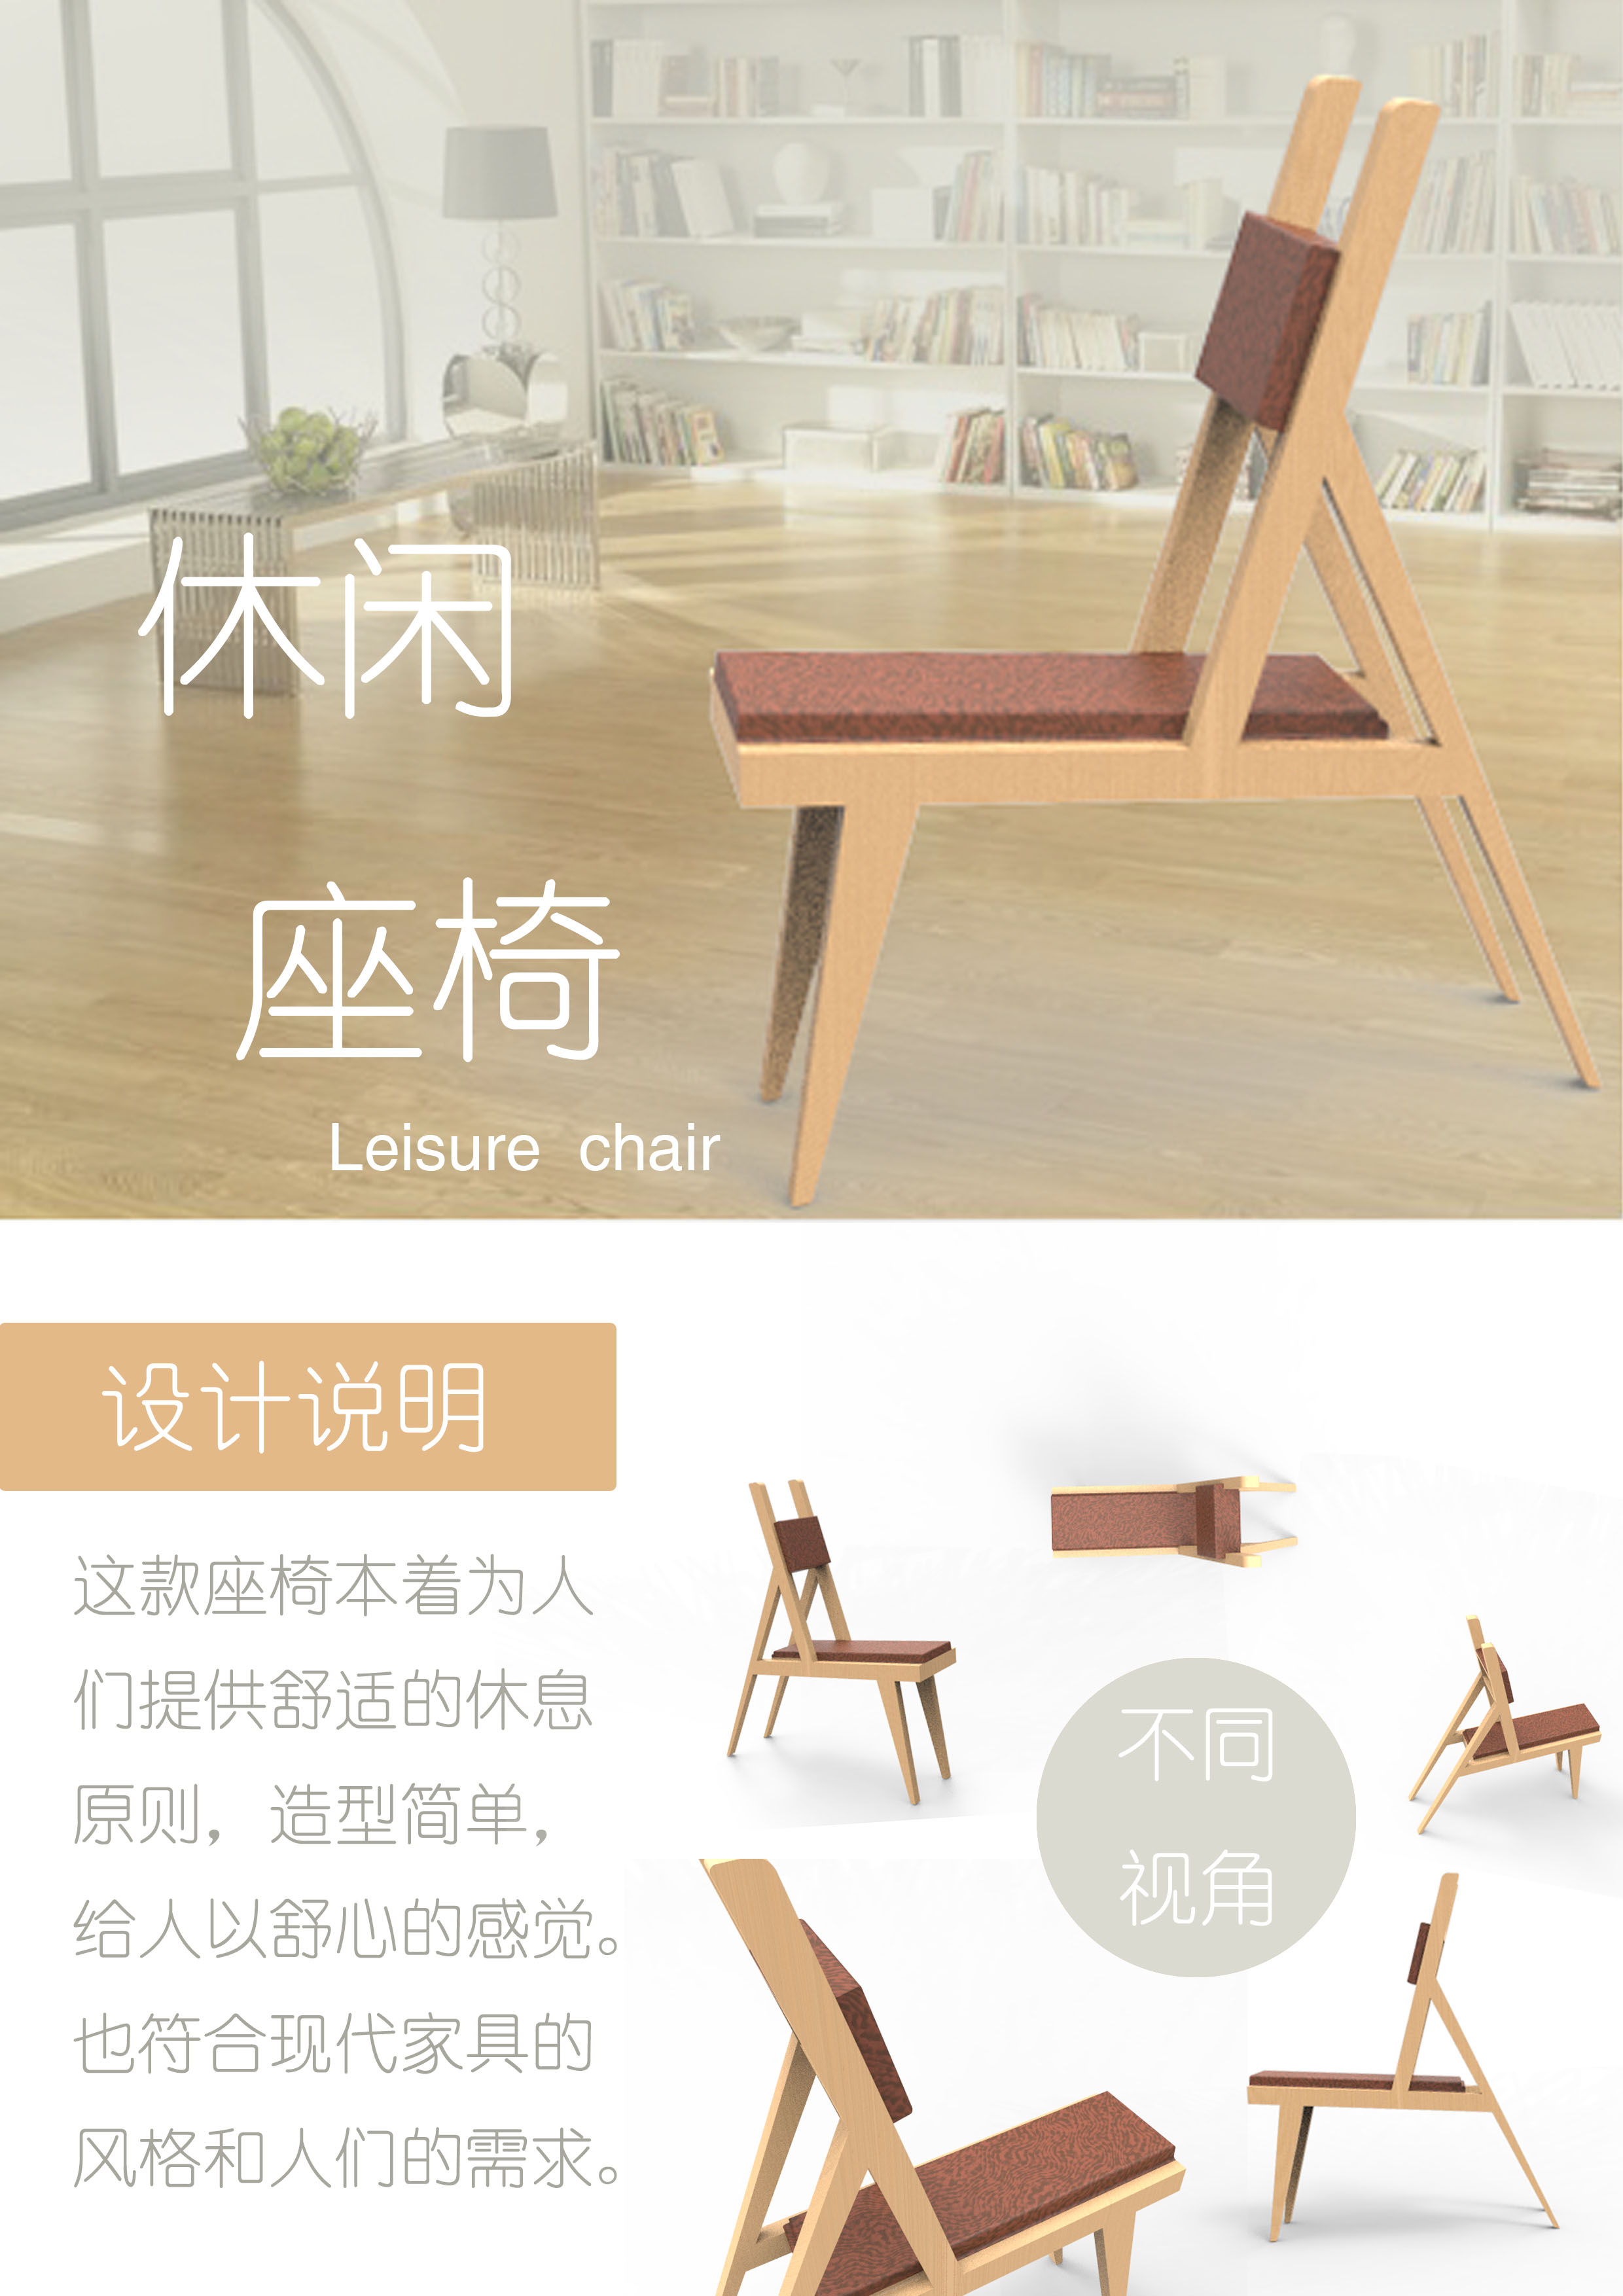 休闲
座椅
Leisure chair
设计说明
这款座椅本着为人
们提供舒适的休息
原则，造型简单，
给人以舒心的感觉。
也符合现代家具的
风格和人们的需求。
不同
视角